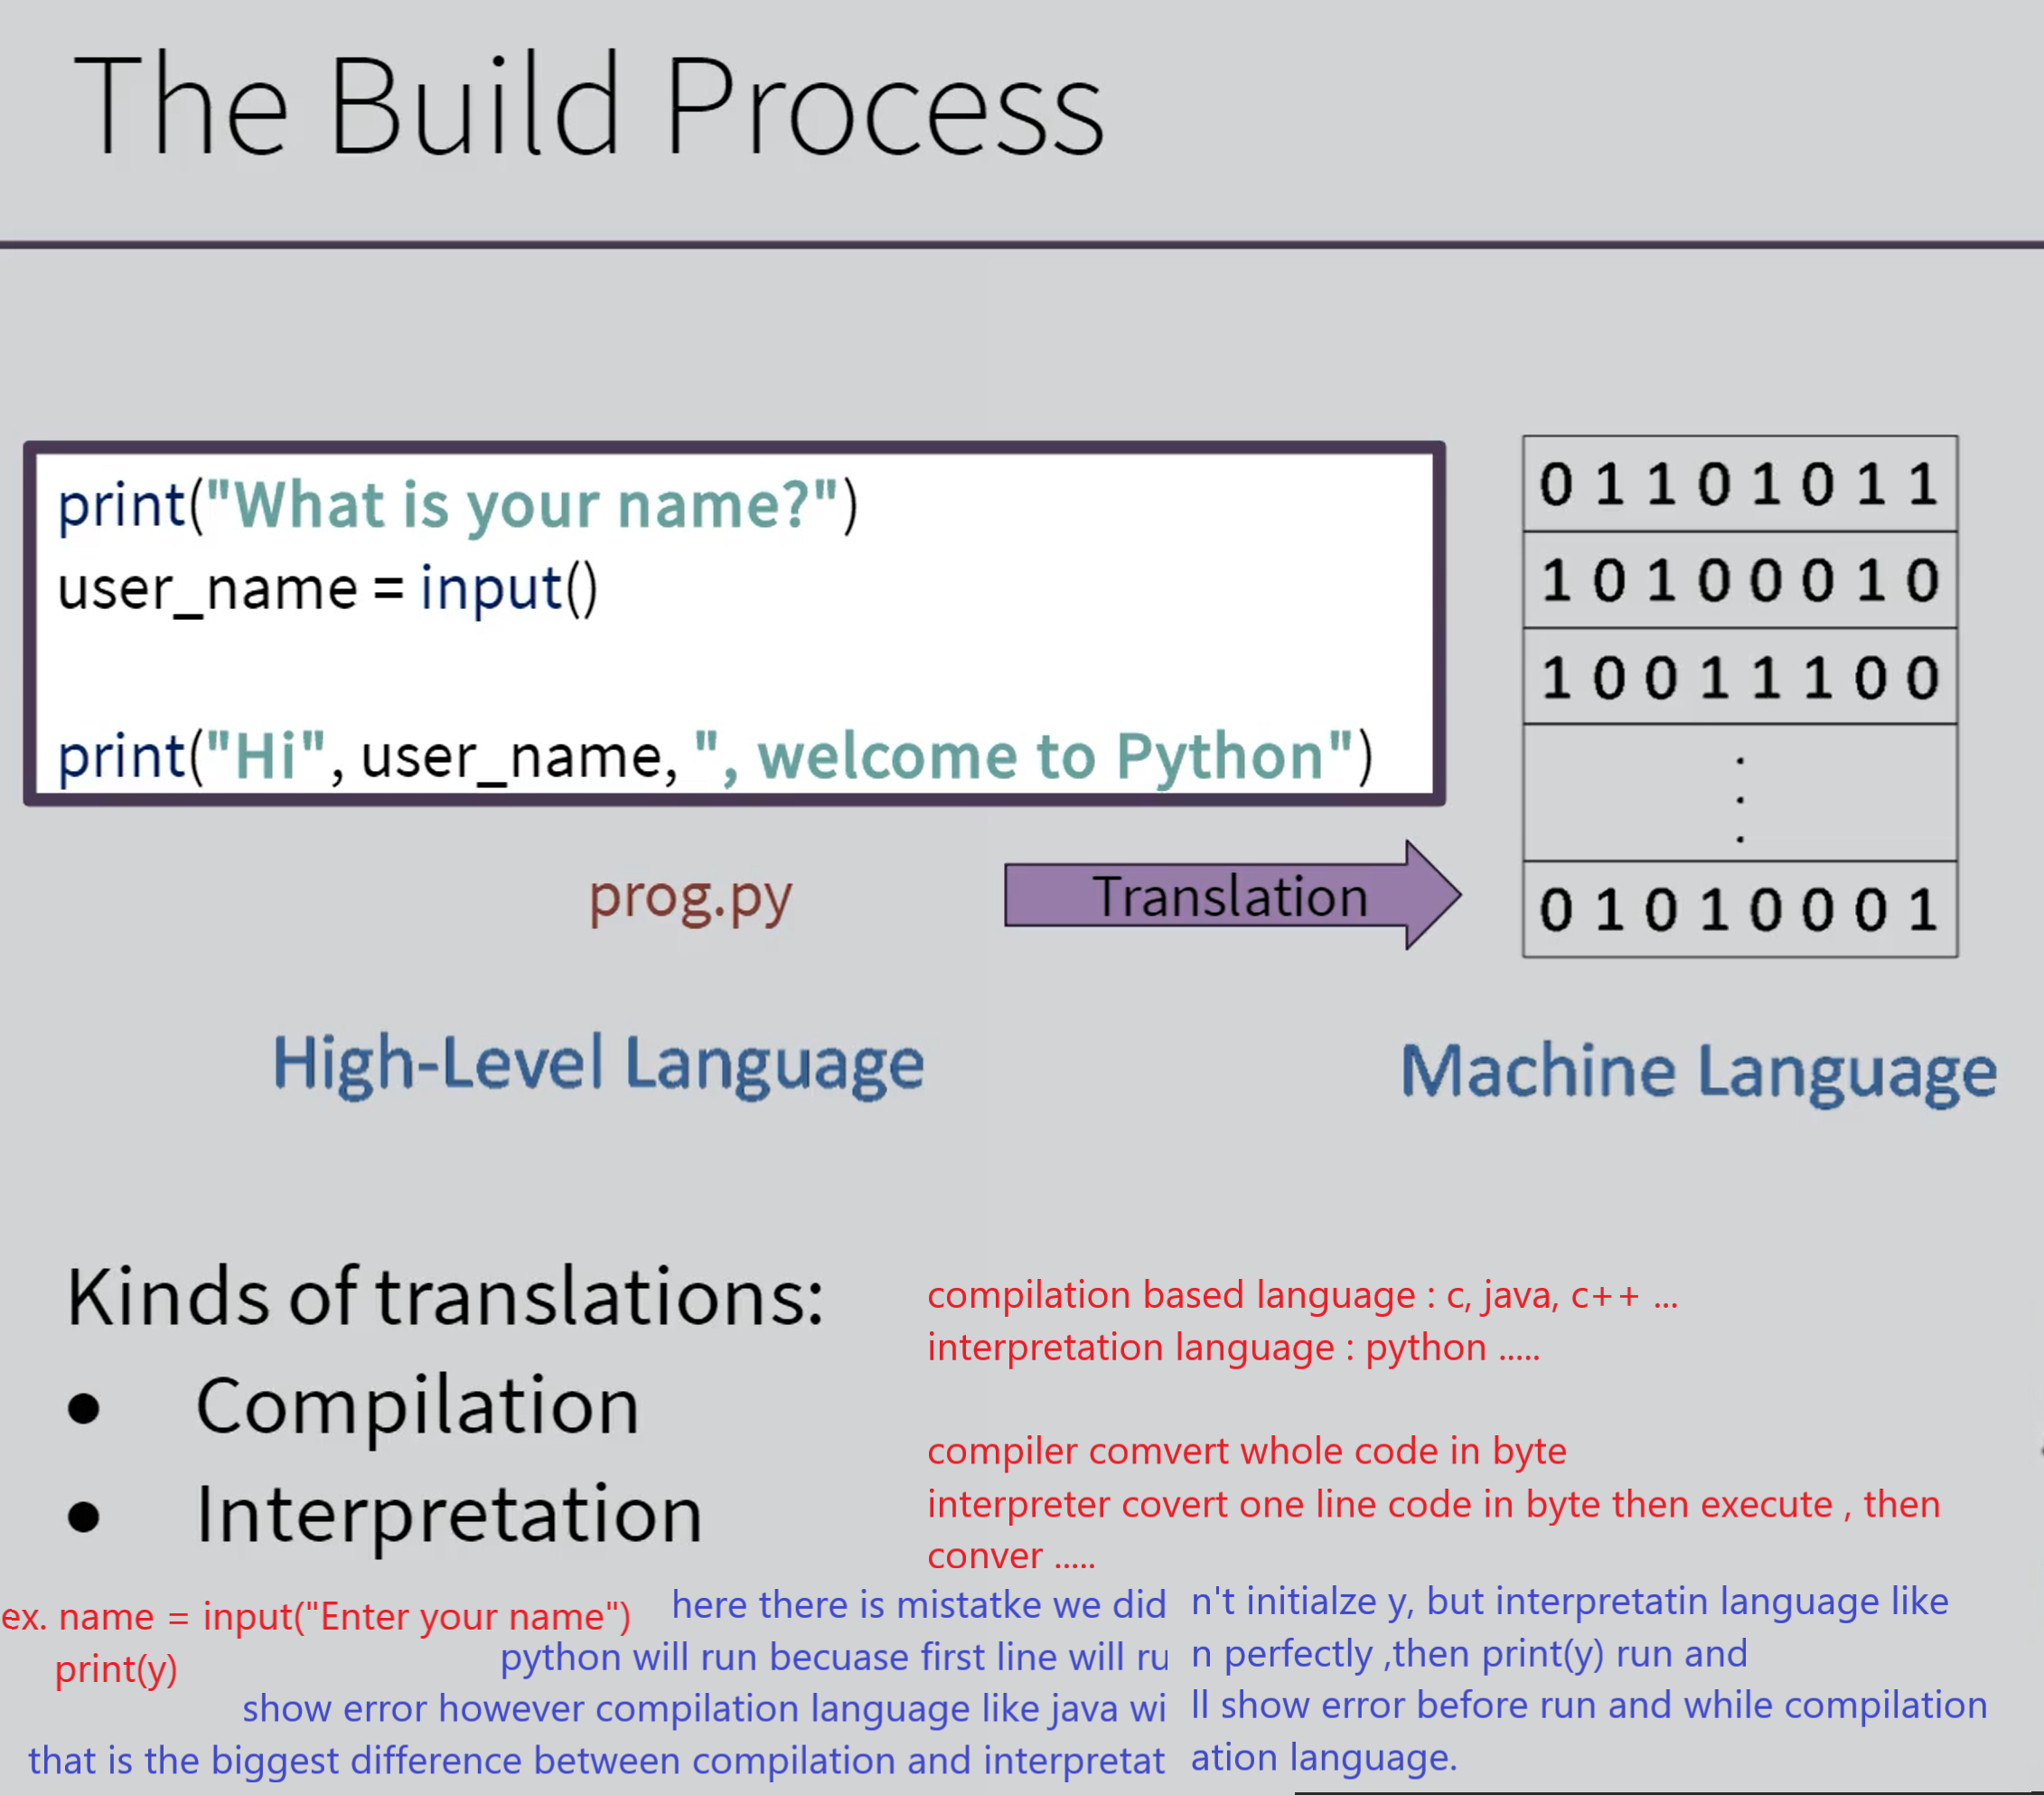 The Build Process
print("What is your name?")
user_name = input()
print("Hi", user_name, ", welcome to Python")
0 1 1 0 1 0 1 1
1 0 1 0 0 0 1 0
1 0 0 1 1 1 0 0
.
.
.
0 1 0 1 0 0 0 1
prog.py
Translation
High-Level Language
Machine Language
Kinds of translations:
• Compilation
• Interpretation
compilation based language : c, java, c++ ...
interpretation language : python .....
compiler comvert whole code in byte
interpreter covert one line code in byte then execute , then
conver .....
ex. name = input("Enter your name")
print(y)
here there is mistatke we did n't initialze y, but interpretatin language like
python will run becuase first line will ru n perfectly ,then print(y) run and
show error however compilation language like java wi ll show error before run and while compilation
that is the biggest difference between compilation and interpretat ation language.